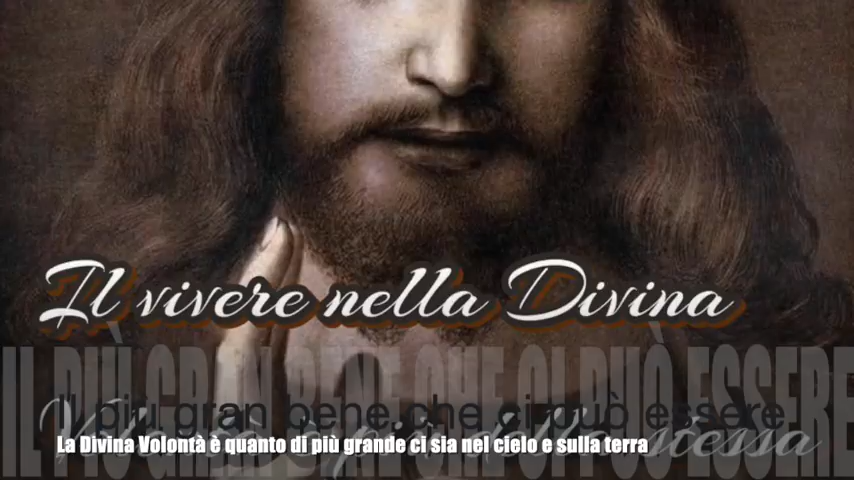 Il vivere nella Divina
IL PIÙ GRAN BENE CHE CI PUÒ ESSERE
Il più gran bene che ci può essere
stessa
La Divina Volontà è quanto di più grande ci sia nel cielo e sulla terra